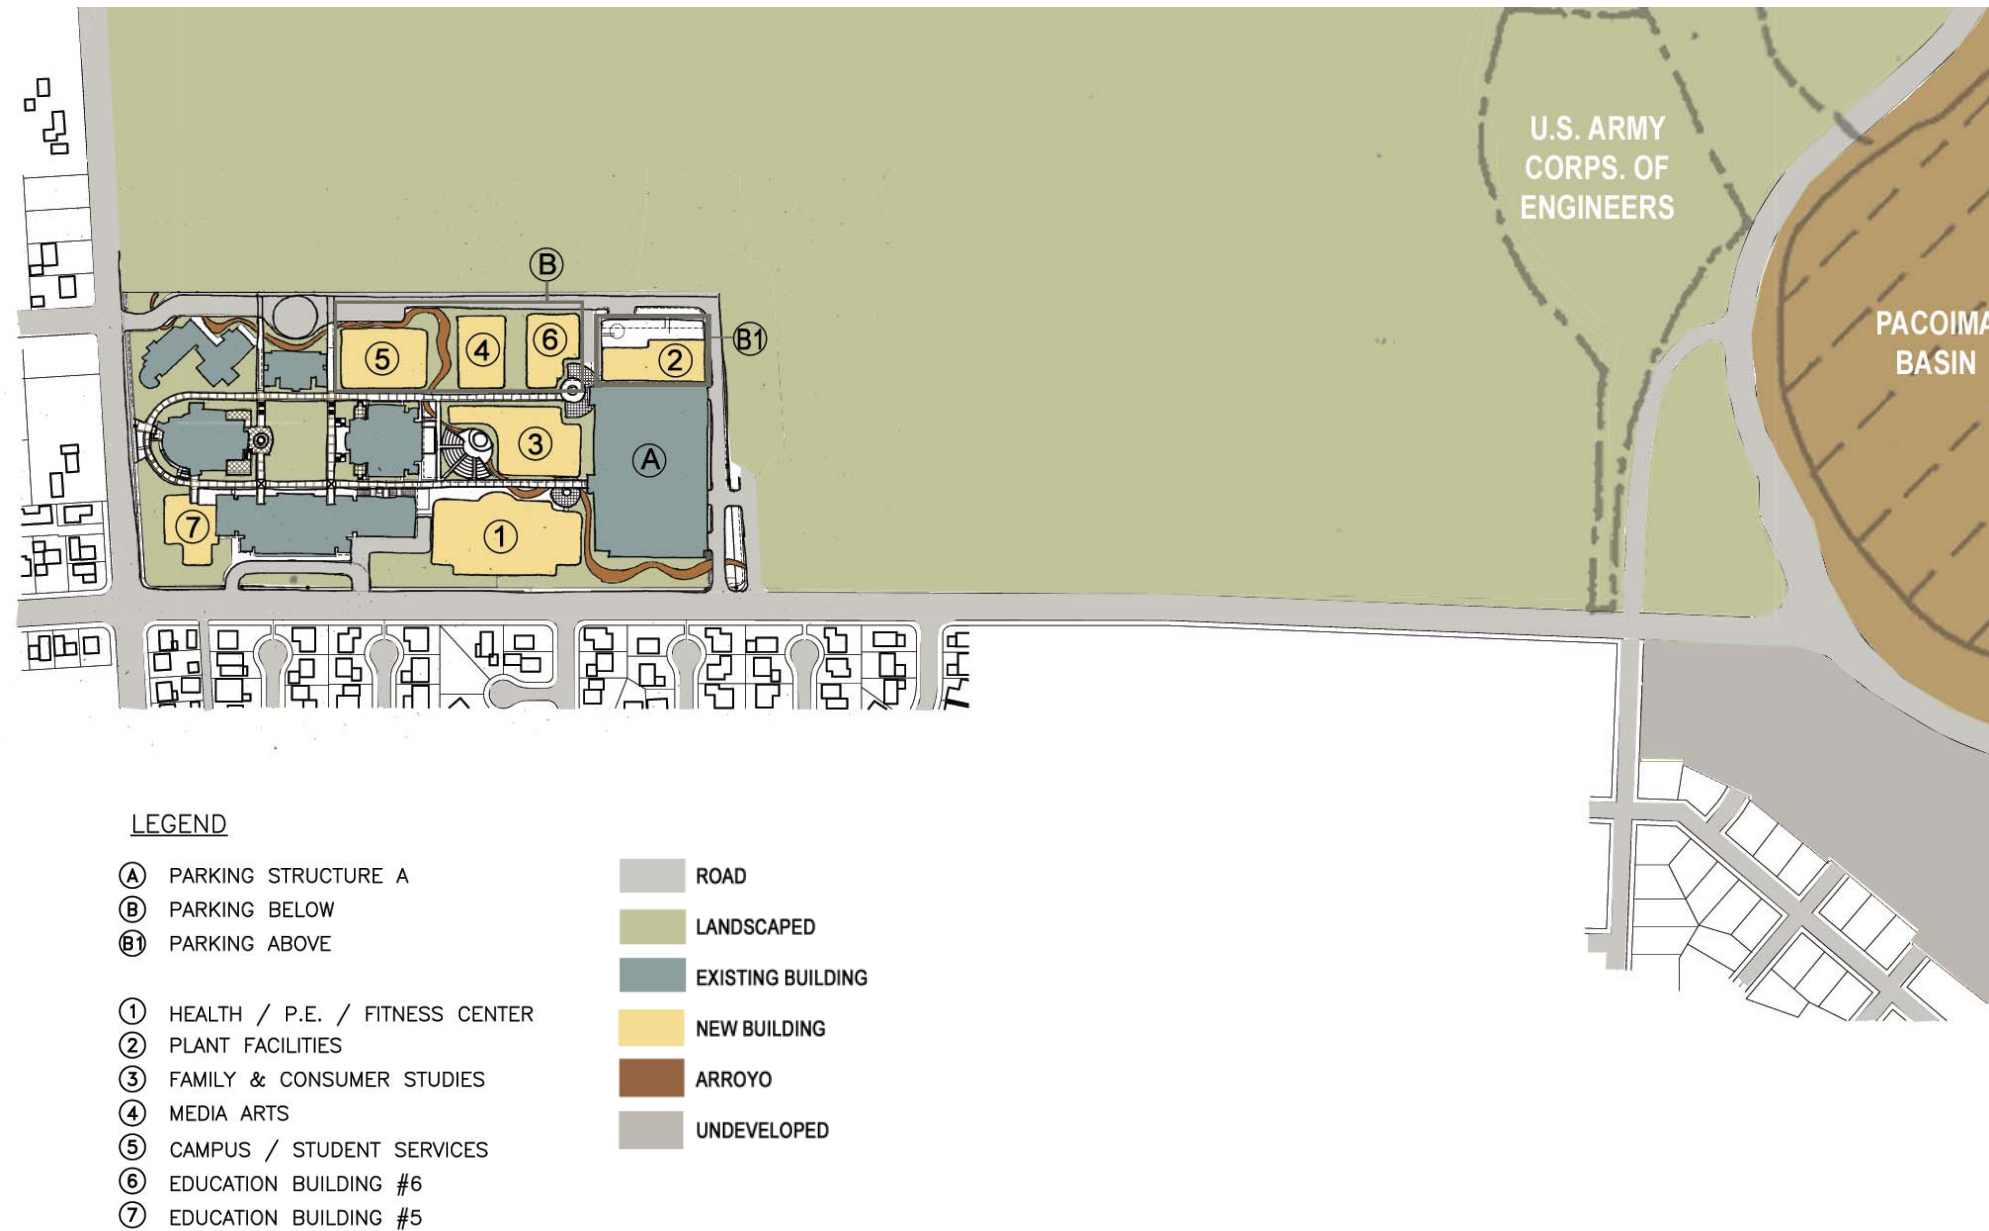 U.S. ARMY
CORPS. OF
ENGINEERS
PACOIMA
BASIN
B
B1
5
4
6
2
3
A
7
1
LEGEND
A PARKING STRUCTURE A
B PARKING BELOW
B1 PARKING ABOVE
1 HEALTH / P.E. / FITNESS CENTER
2 PLANT FACILITIES
3 FAMILY & CONSUMER STUDIES
4 MEDIA ARTS
5 CAMPUS / STUDENT SERVICES
6 EDUCATION BUILDING #6
7 EDUCATION BUILDING #5
ROAD
LANDSCAPED
EXISTING BUILDING
NEW BUILDING
ARROYO
UNDEVELOPED